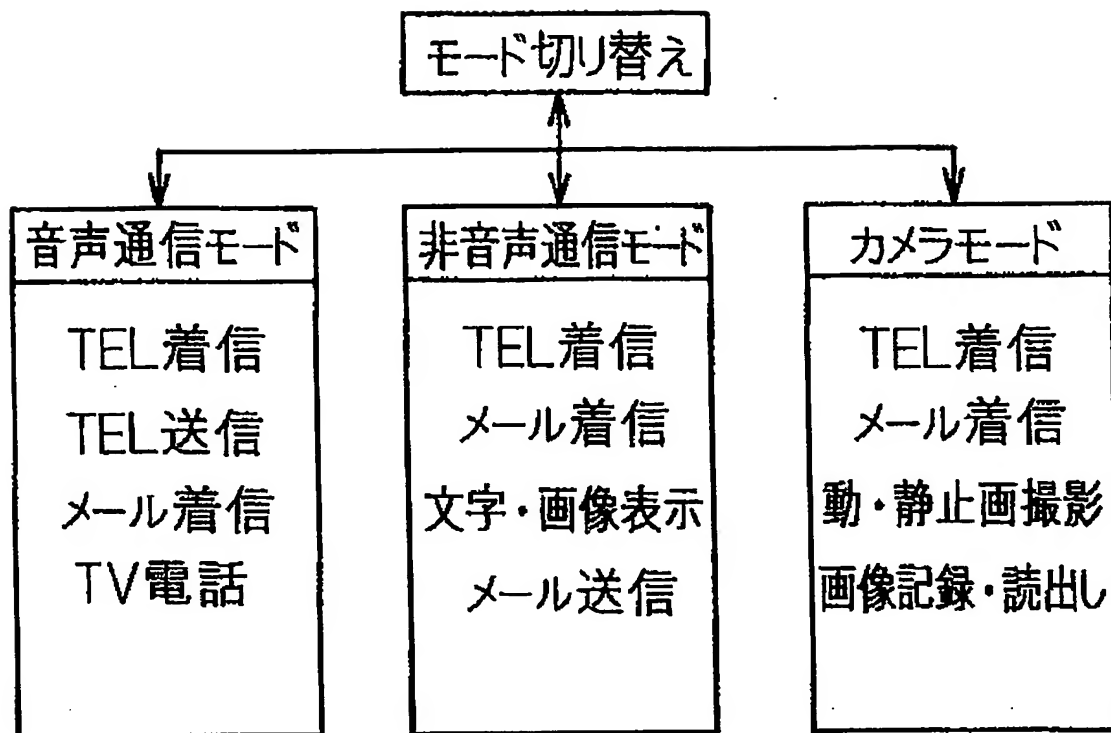 モード切り替え
音声通信モード
TEL着信
TEL送信
メール着信
TV電話
非音声通信モード
TEL着信
メール着信
文字・画像表示
メール送信
カメラモード
TEL着信
メール着信
動・静止画撮影
画像記録・読出し